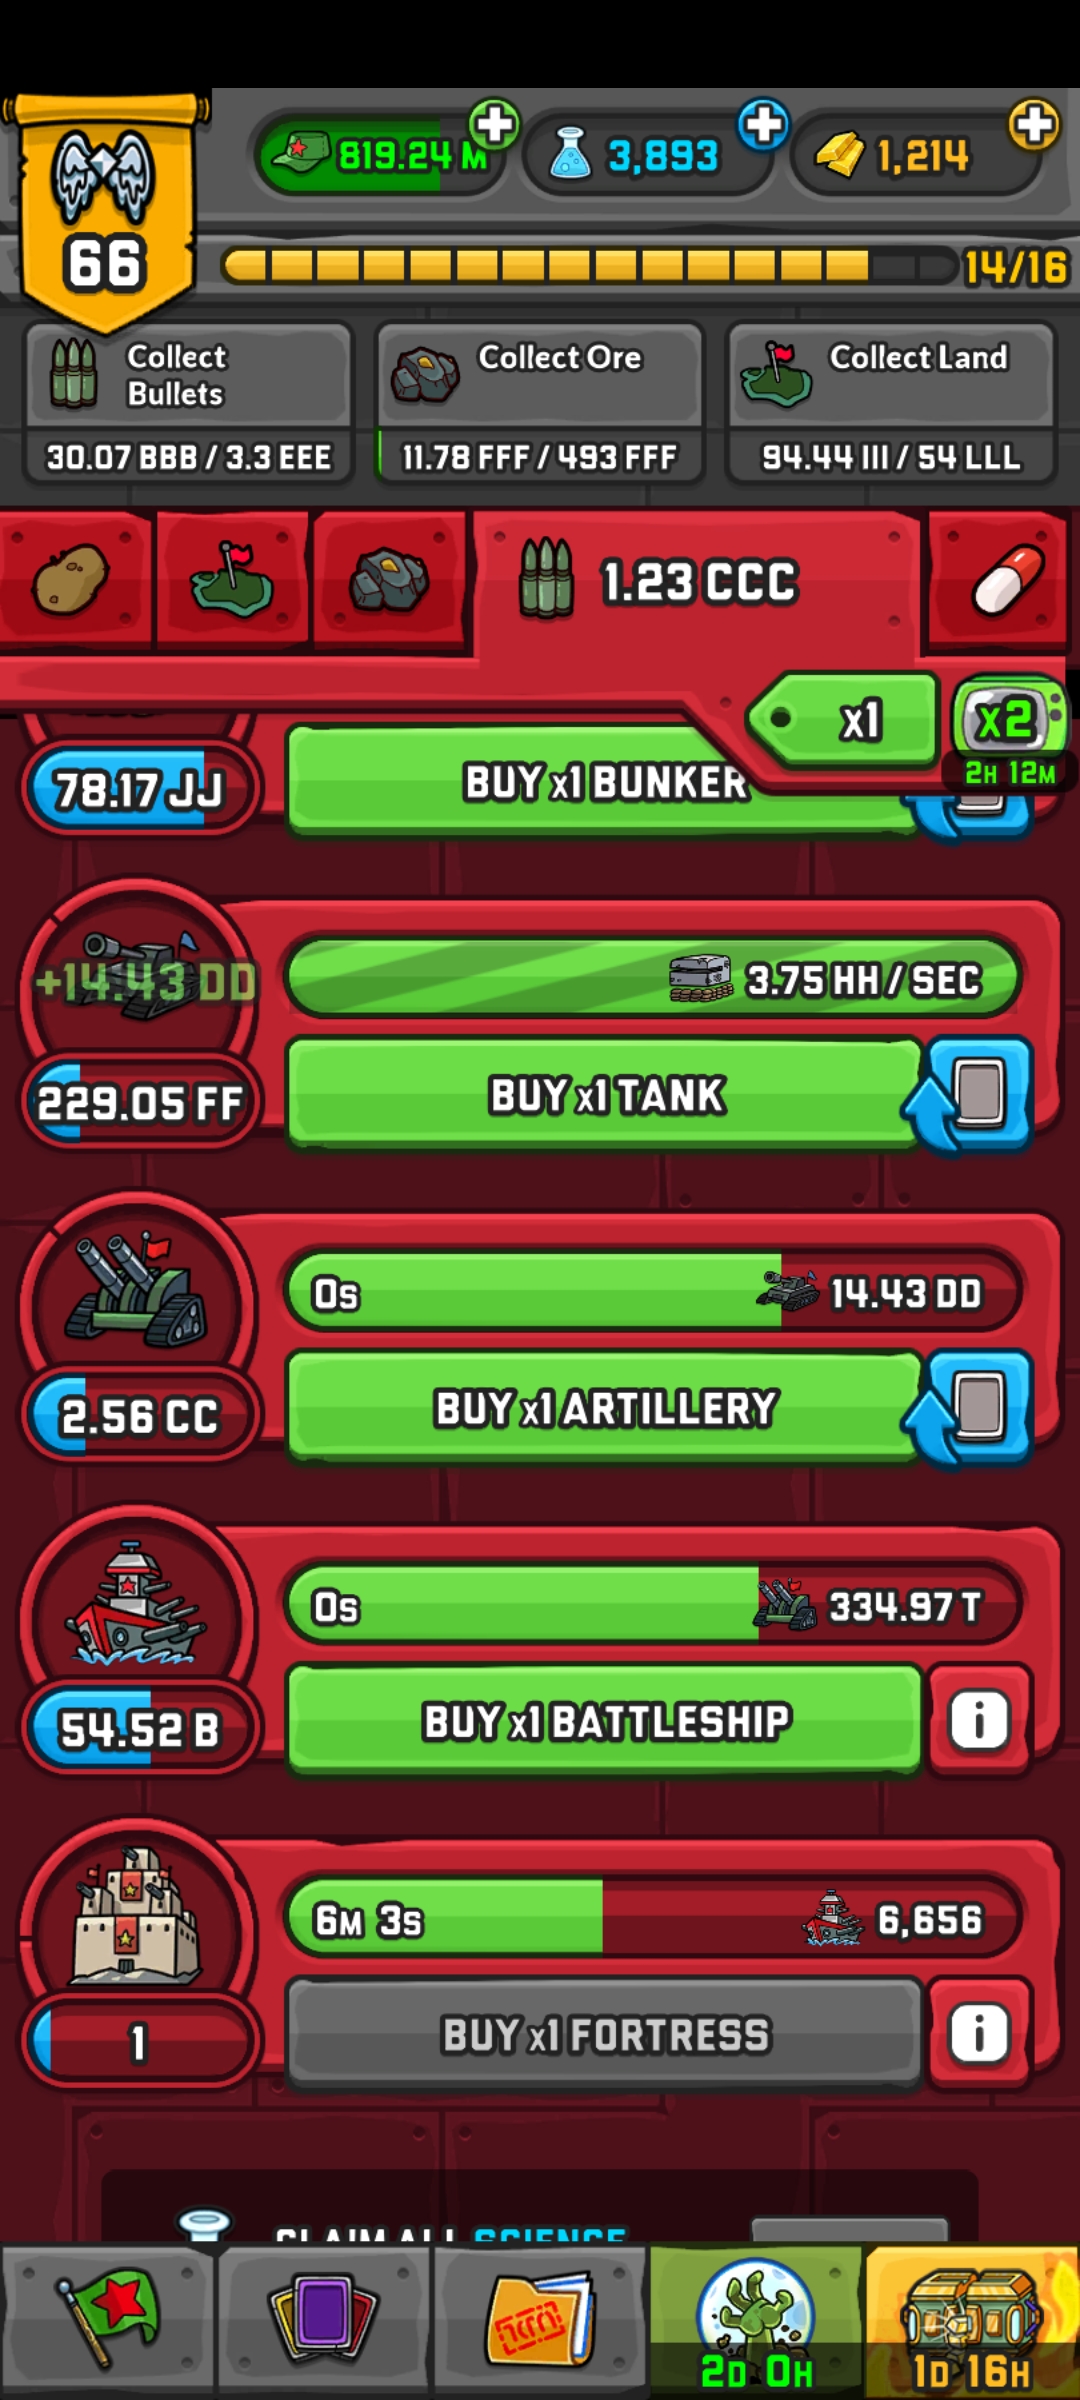 819.24 M
3,893
1,214
66
14/16
Collect
Bullets
Collect Ore
Collect Land
30.07 BBB / 3.3 EEE
11.78 FFF / 493 FFF
94.44 III / 54 LLL
1.23 CCC
x1
x2
2H 12M
78.17 JJ
BUY x1 BUNKER
+14.43 DD
3.75 HH / SEC
229.05 FF
BUY x1 TANK
0s
14.43 DD
2.56 CC
BUY x1 ARTILLERY
0s
334.97 T
54.52 B
BUY x1 BATTLESHIP
i
6M 3s
6,656
1
BUY x1 FORTRESS
i
CLAIM ALL SCIENCE
2D 0H
1D 16H